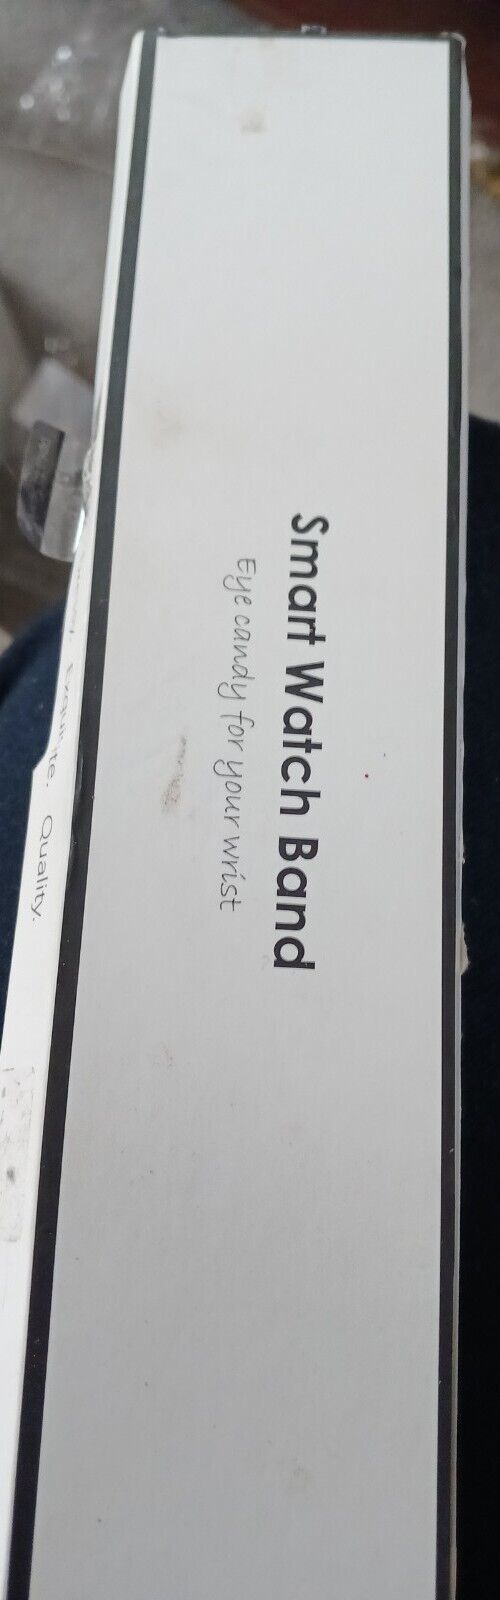 Smart Watch Band
Eye candy for your wrist
Quality.